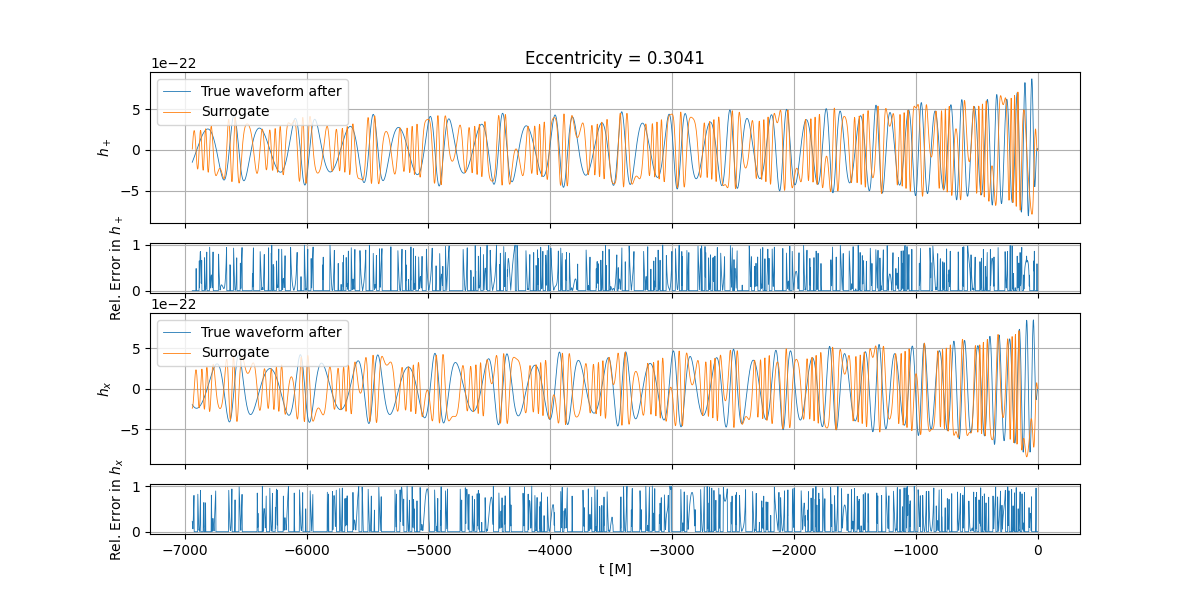 Eccentricity = 0.3041
1e−22
True waveform after
Surrogate
5
0
−5
h₊
1
0
Rel. Error in h₊
1e−22
True waveform after
Surrogate
5
0
−5
hₓ
1
0
Rel. Error in hₓ
−7000 −6000 −5000 −4000 −3000 −2000 −1000 0
t [M]